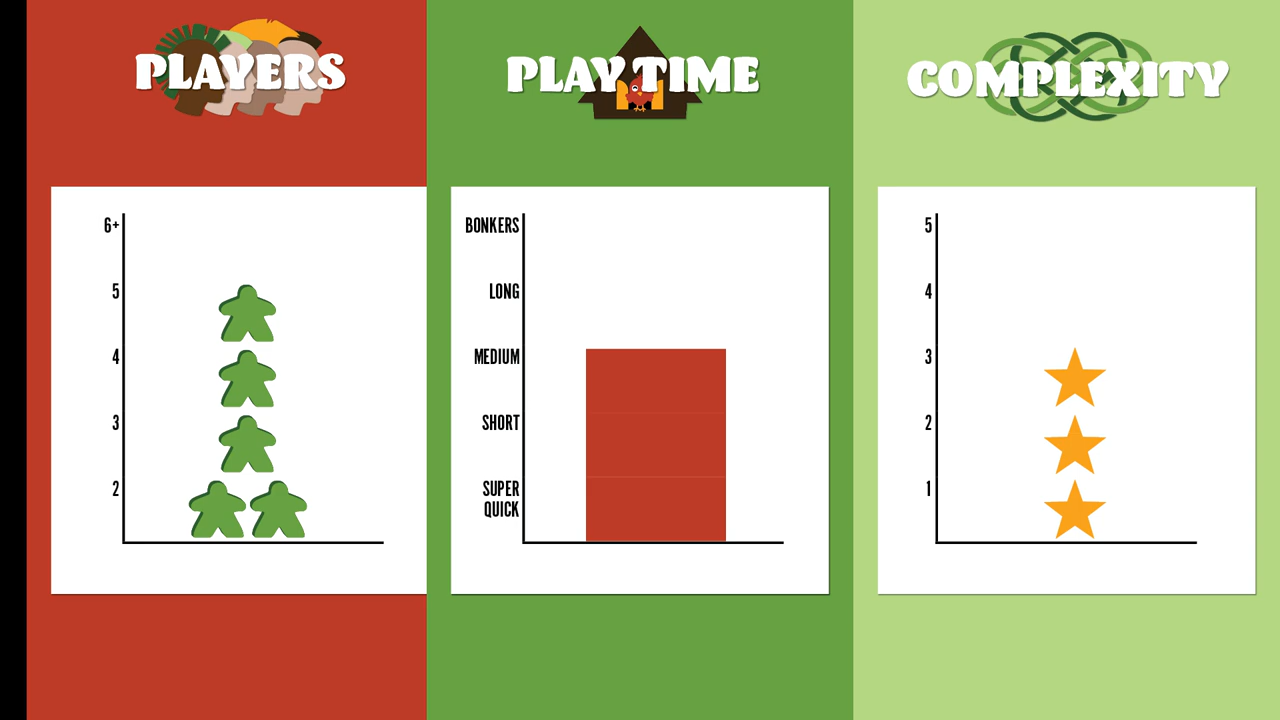 PLAYERS
6+
5
4
3
2
PLAY TIME
BONKERS
LONG
MEDIUM
SHORT
SUPER
QUICK
COMPLEXITY
5
4
3
2
1